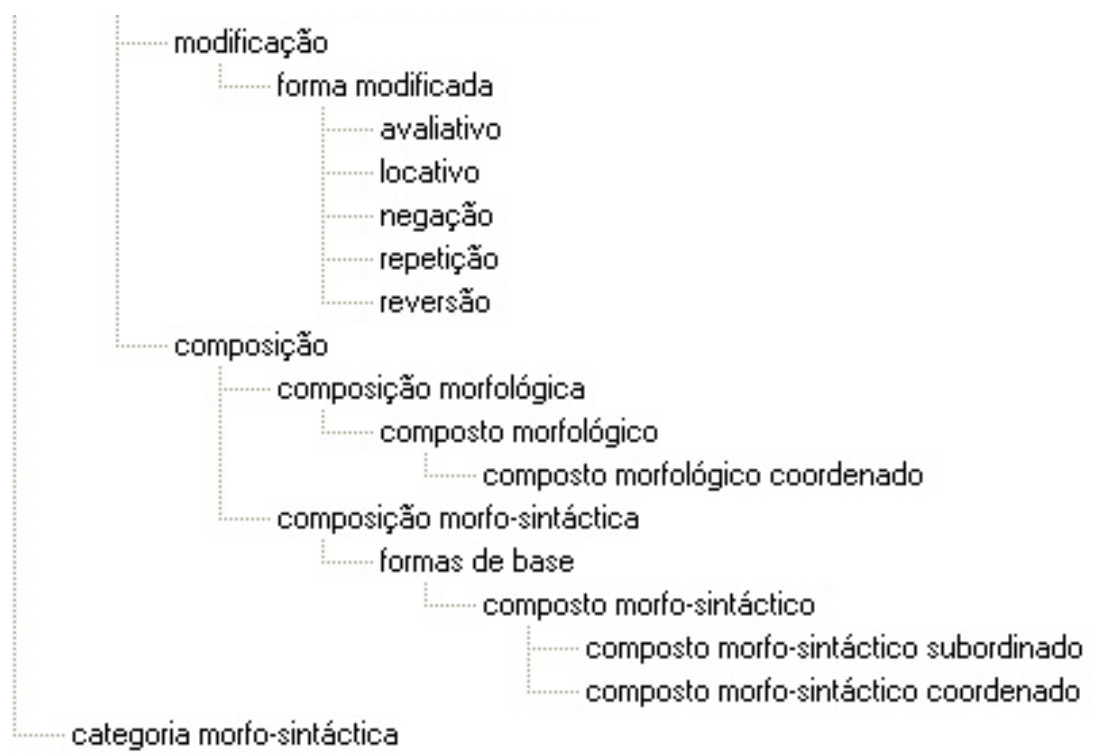 modificação
forma modificada
avaliativo
locativo
negação
repetição
reversão
composição
composição morfológica
composto morfológico
composto morfológico coordenado
composição morfo-sintáctica
formas de base
composto morfo-sintáctico
composto morfo-sintáctico subordinado
composto morfo-sintáctico coordenado
categoria morfo-sintáctica